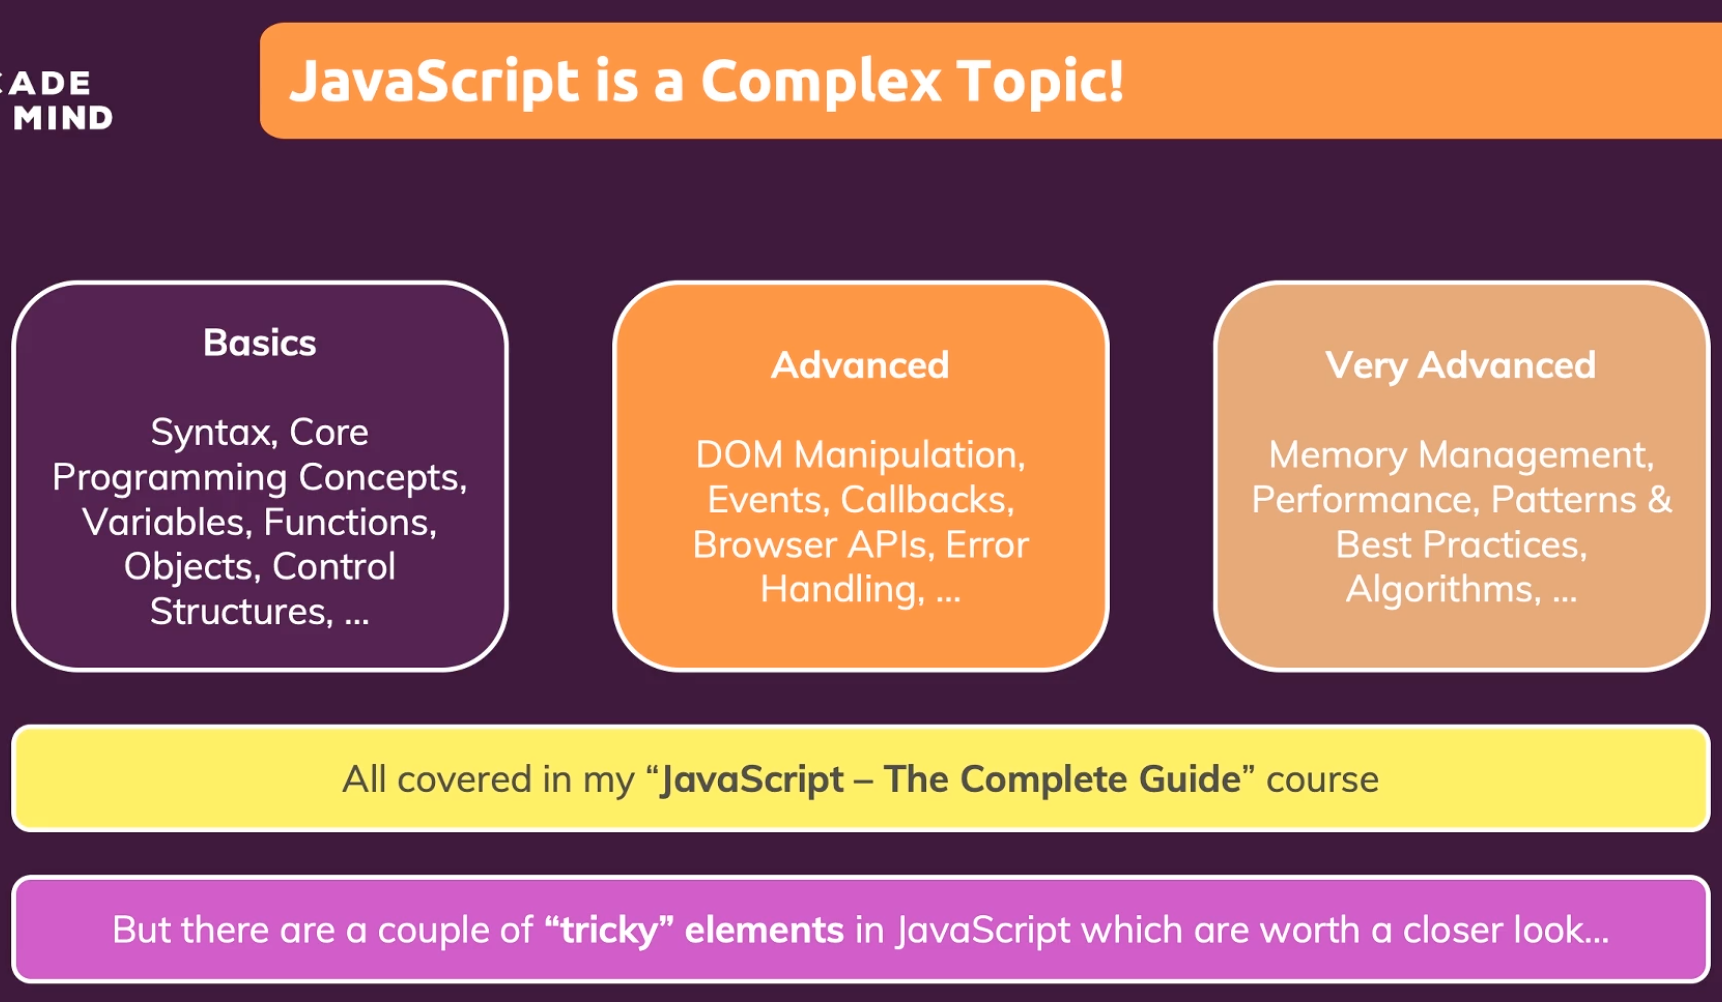 ADE
MIND
JavaScript is a Complex Topic!
Basics
Syntax, Core
Programming Concepts,
Variables, Functions,
Objects, Control
Structures, ...
Advanced
DOM Manipulation,
Events, Callbacks,
Browser APIs, Error
Handling, ...
Very Advanced
Memory Management,
Performance, Patterns &
Best Practices,
Algorithms, ...
All covered in my “JavaScript – The Complete Guide” course
But there are a couple of “tricky” elements in JavaScript which are worth a closer look...